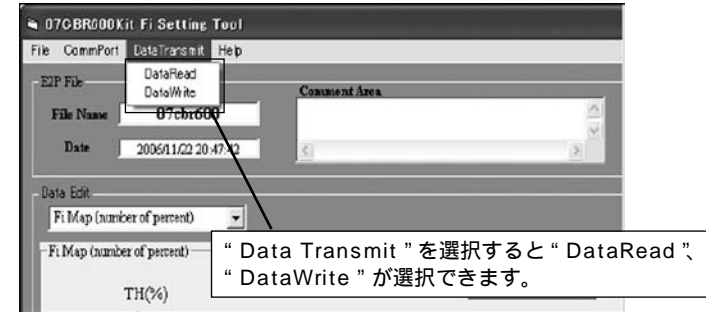 07CBR600Kit Fi Setting Tool
File CommPort DataTransmit Help
DataRead
DataWrite
E2P File
Comment Area
File Name 07cbr600
Date 2006/11/22 20:47:42
Data Edit
Fi Map (number of percent)
Fi Map (number of percent)
TH(%)
“Data Transmit”を選択すると“DataRead”、
“DataWrite”が選択できます。